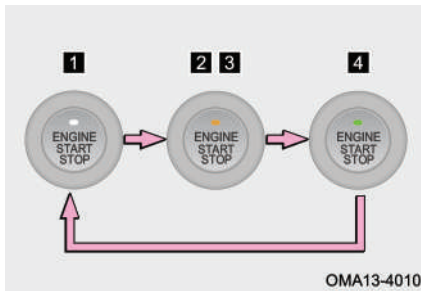 1
2 3
4
ENGINE
START
STOP
ENGINE
START
STOP
ENGINE
START
STOP
OMA13-4010